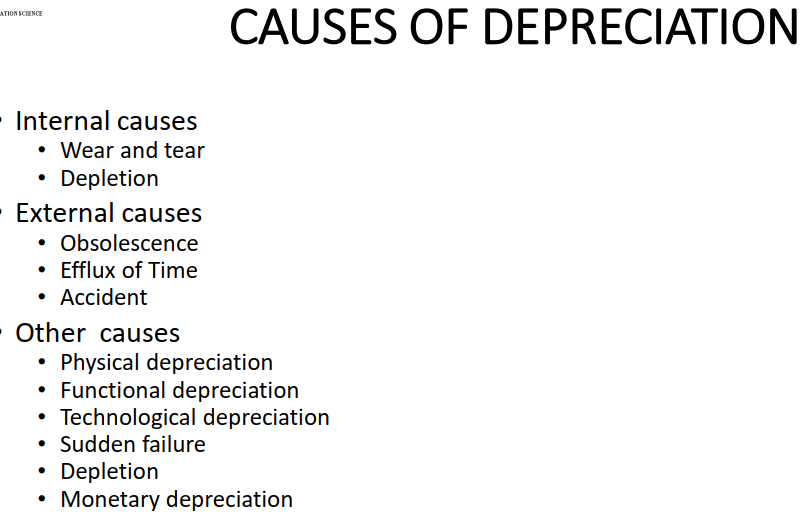 ATION SCIENCE
CAUSES OF DEPRECIATION
• Internal causes
• Wear and tear
• Depletion
• External causes
• Obsolescence
• Efflux of Time
• Accident
• Other causes
• Physical depreciation
• Functional depreciation
• Technological depreciation
• Sudden failure
• Depletion
• Monetary depreciation